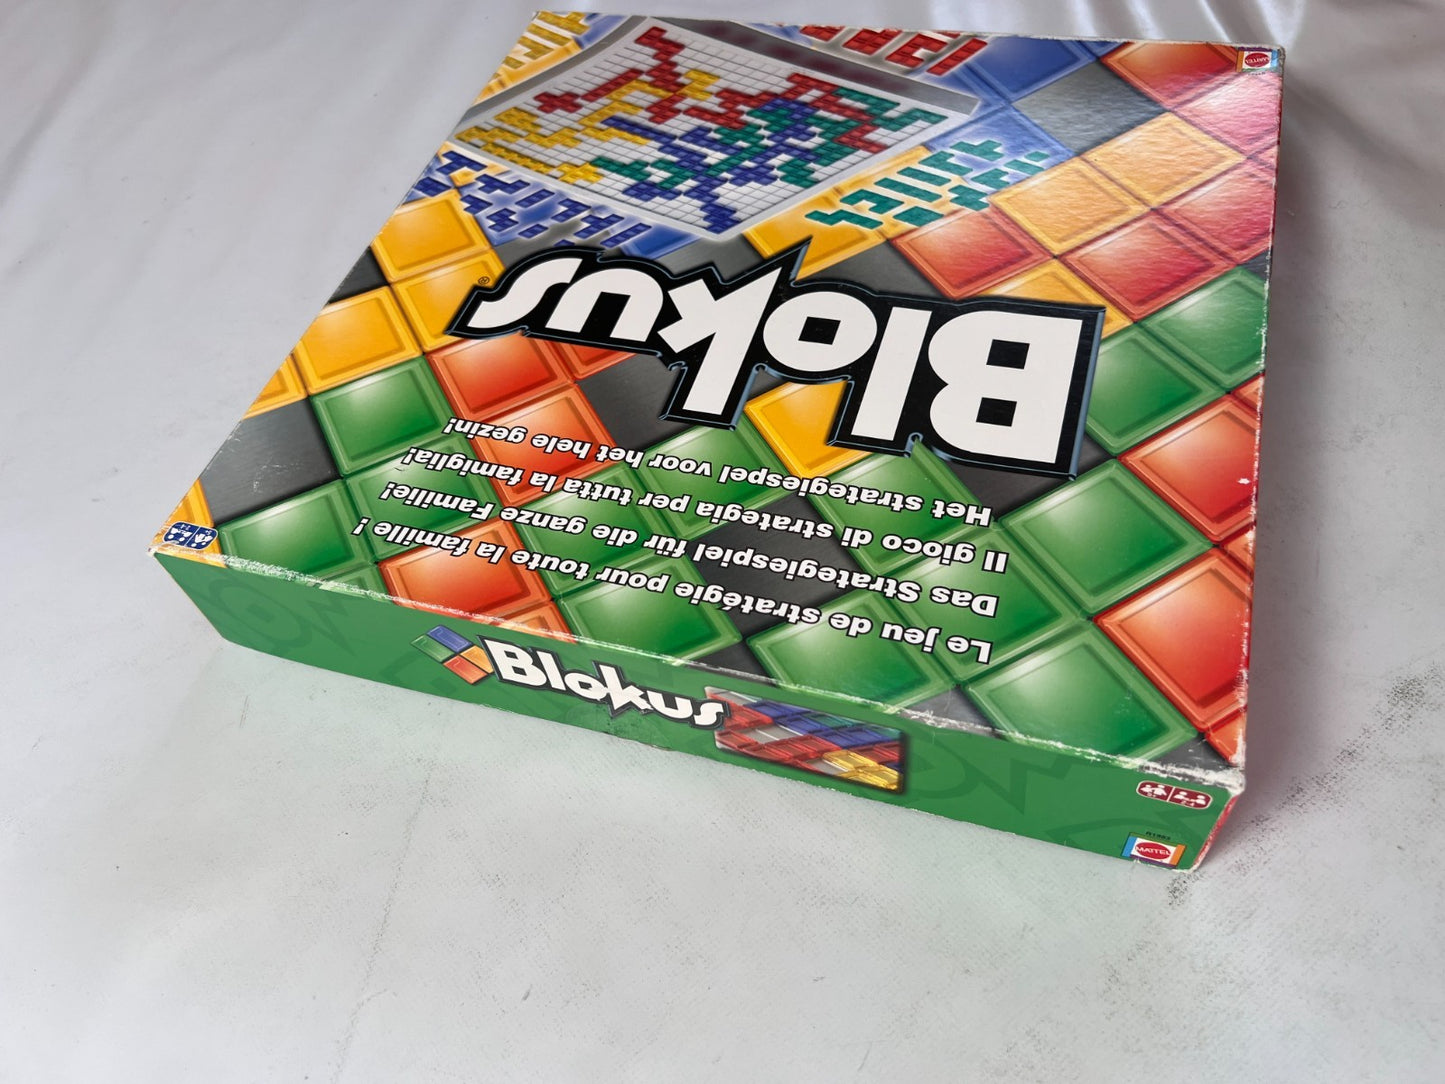 Blokus®
Le jeu de stratégie pour toute la famille !
Das Strategiespiel für die ganze Familie!
Il gioco di strategia per tutta la famiglia!
Het strategiespel voor het hele gezin!
MATTEL
Blokus
MATTEL